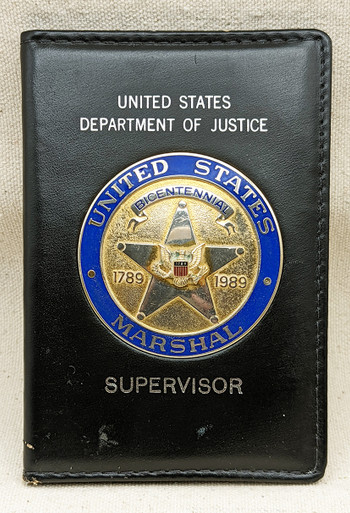 UNITED STATES
DEPARTMENT OF JUSTICE
UNITED STATES
BICENTENNIAL
1789 1989
MARSHAL
SUPERVISOR